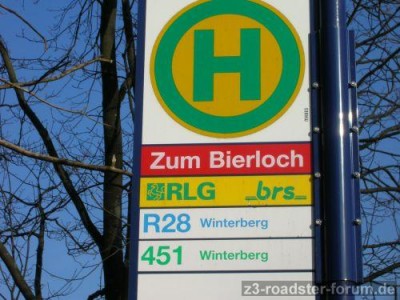 H
Zum Bierloch
RLG brs
R28 Winterberg
451 Winterberg
z3-roadster-forum.de